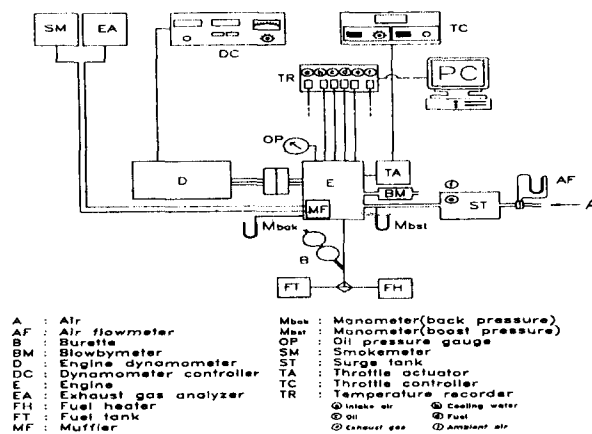 SM EA
DC
TC
TR
a b c d e f
PC
OP
D
E
TA
BM
f
AF
MF
ST
A
Mbak
Mbst
B
FT
FH
A : Air
AF : Air flowmeter
B : Burette
BM : Blowbymeter
D : Engine dynamometer
DC : Dynamometer controller
E : Engine
EA : Exhaust gas analyzer
FH : Fuel heater
FT : Fuel tank
MF : Muffler
Mbak : Manometer(back pressure)
Mbst : Manometer(boost pressure)
OP : Oil pressure gauge
SM : Smokemeter
ST : Surge tank
TA : Throttle actuator
TC : Throttle controller
TR : Temperature recorder
Intake air
Cooling water
Oil
Fuel
Exhaust gas
Ambient air